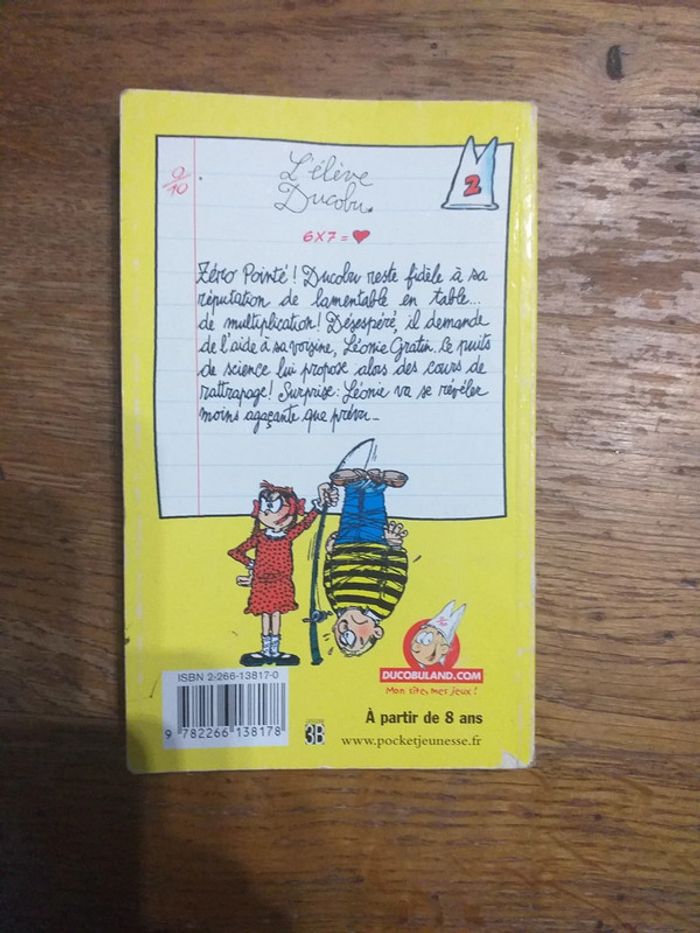 0/10
L'élève
Ducobu.
2
6x7=♥
Zéro Pointé! Ducobu reste fidèle à sa
réputation de lamentable en table...
de multiplication! Désespéré, il demande
de l'aide à sa voisine, Léonie Gratin. Ce puits
de science lui propose alors des cours de
rattrapage! Surprise: Léonie va se révéler
moins agaçante que prévu...
DUCOBULAND.COM
Mon site, mes jeux!
ISBN 2-266-13817-0
9 782266 138178
3B
À partir de 8 ans
www.pocketjeunesse.fr